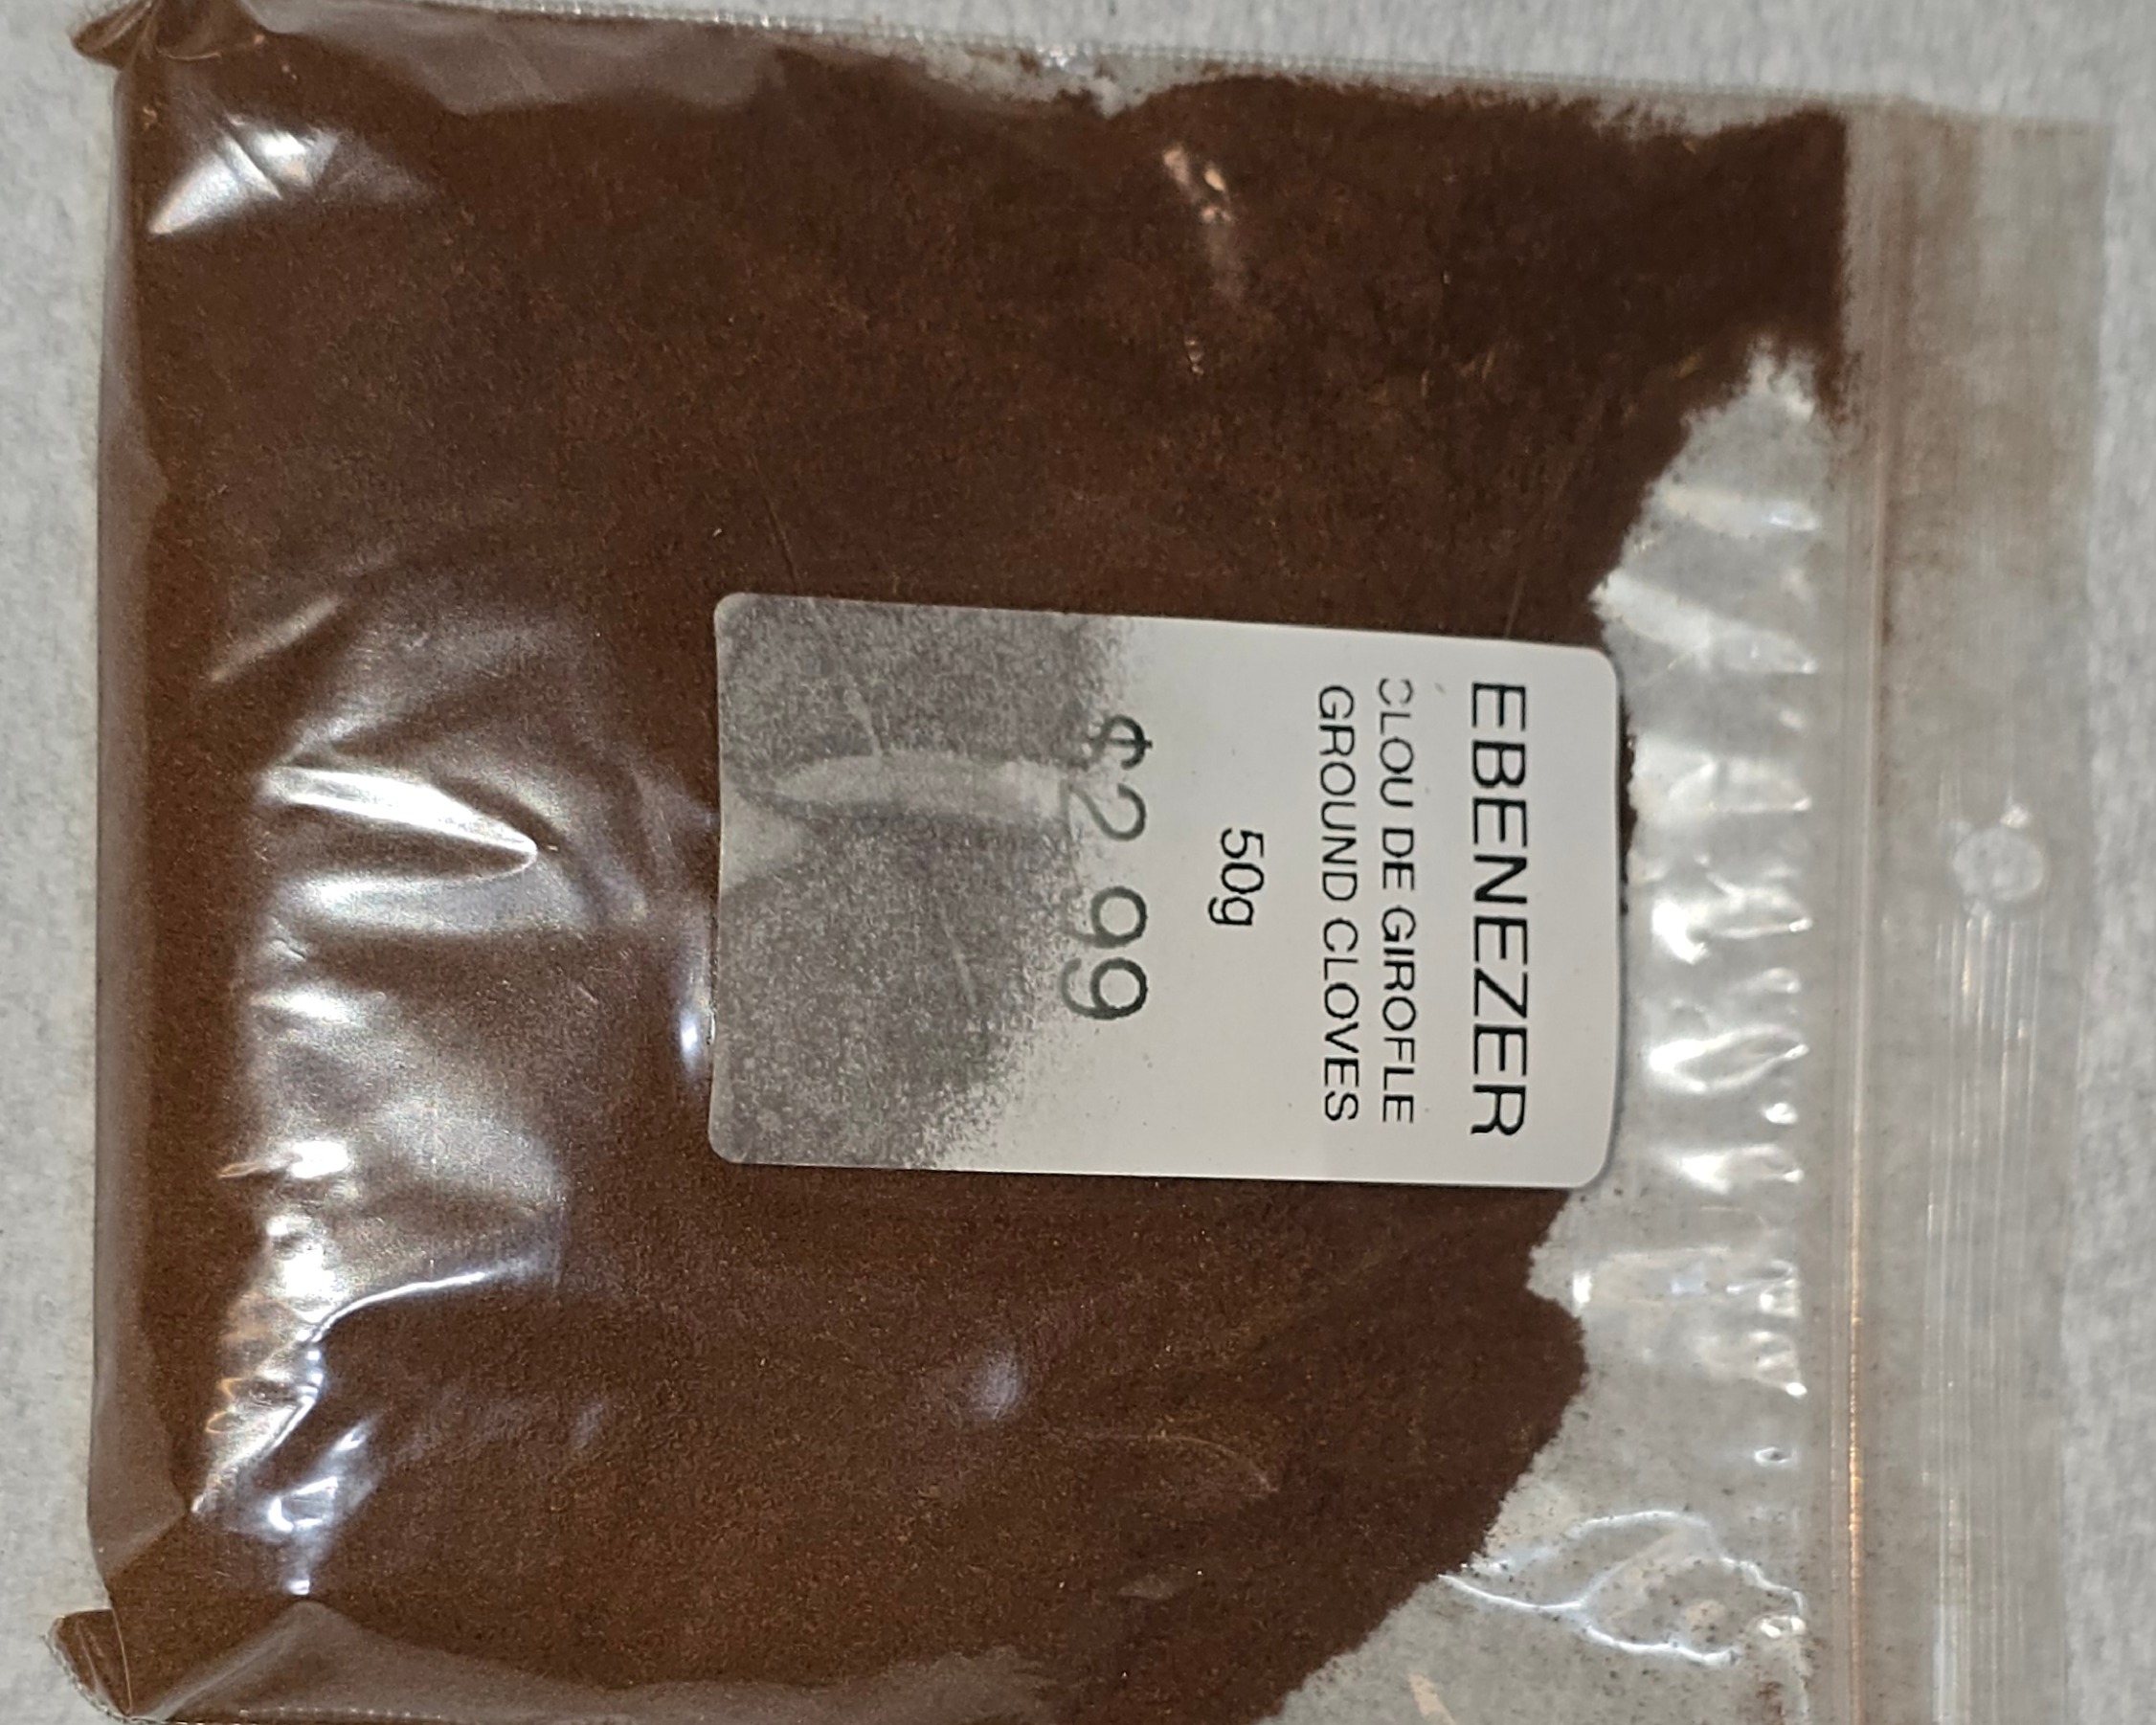 EBENEZER
CLOU DE GIROFLE
GROUND CLOVES
50g
$2 99